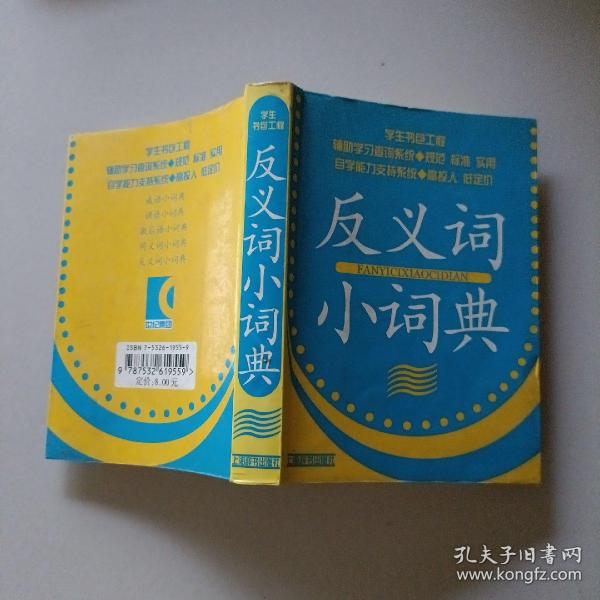 学生书包工程
辅助学习查询系统◆规范 标准 实用
自学能力支持系统◆高投入 低定价
成语小词典
谚语小词典
歇后语小词典
同义词小词典
反义词小词典
世纪集团
ISBN 7-5326-1955-9
9 787532 619559>
定价:8.00元
学生
书包工程
反义词小词典
上海辞书出版社
学生书包工程
辅助学习查询系统◆规范 标准 实用
自学能力支持系统◆高投入 低定价
反义词
FANYICIXIAOCIDIAN
小词典
上海辞书出版社
孔夫子旧书网
www.kongfz.com